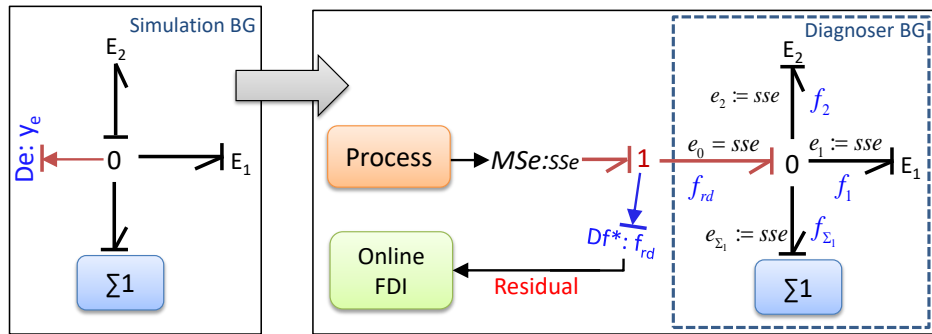 Simulation BG
E2
De: ye
0
E1
∑1
Diagnoser BG
E2
e2 := sse
f2
Process
MSe:sse
1
e0 = sse
frd
0
e1 := sse
f1
E1
Df*: frd
eΣ1 := sse
fΣ1
Online
FDI
Residual
∑1